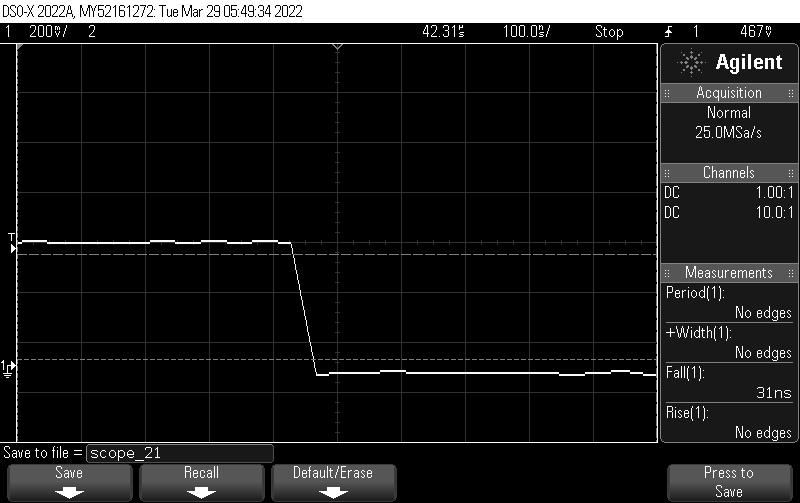 DSO-X 2022A, MY52161272: Tue Mar 29 05:49:34 2022
1 200mV/ 2 42.31us 100.0ns/ Stop 1 467mV
Agilent
Acquisition
Normal
25.0MSa/s
Channels
DC 1.00:1
DC 10.0:1
Measurements
Period(1):
No edges
+Width(1):
No edges
Fall(1):
31ns
Rise(1):
No edges
T
1
Save to file = scope_21
Save
Recall
Default/Erase
Press to
Save